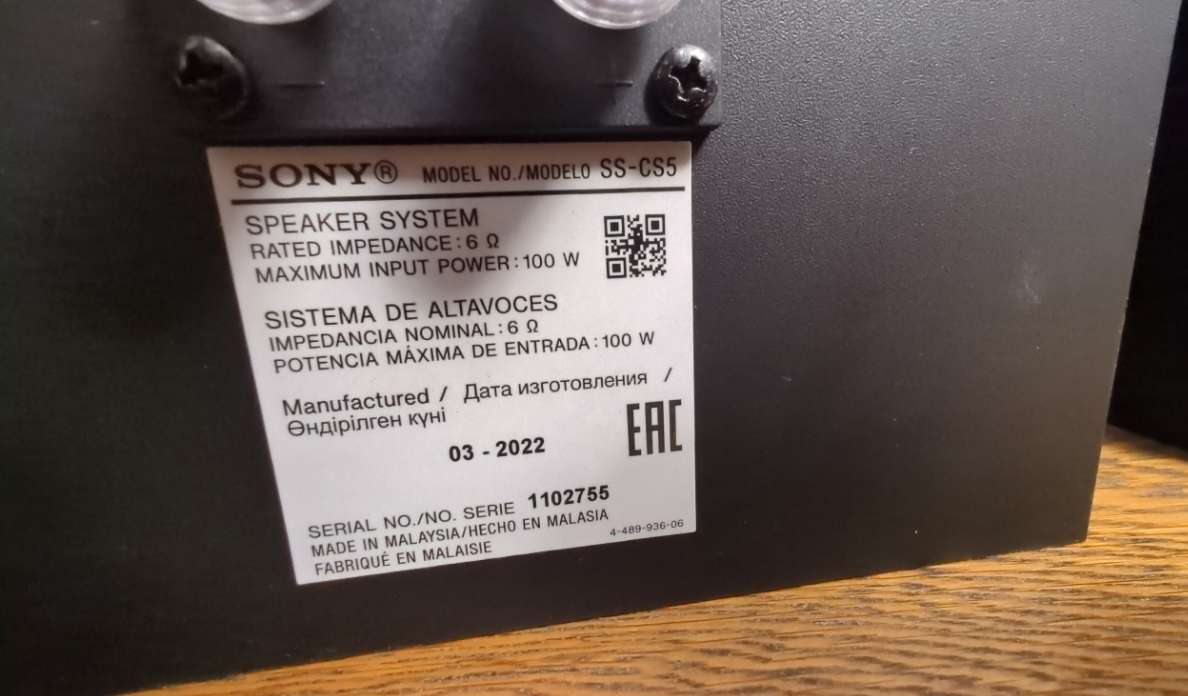 SONY® MODEL NO./MODELO SS-CS5
SPEAKER SYSTEM
RATED IMPEDANCE : 6 Ω
MAXIMUM INPUT POWER : 100 W
SISTEMA DE ALTAVOCES
IMPEDANCIA NOMINAL : 6 Ω
POTENCIA MÁXIMA DE ENTRADA : 100 W
Manufactured / Дата изготовления /
Өндірілген күні
EAC
03 - 2022
SERIAL NO./NO. SERIE 1102755
MADE IN MALAYSIA/HECHO EN MALASIA
FABRIQUÉ EN MALAISIE
4-489-936-06